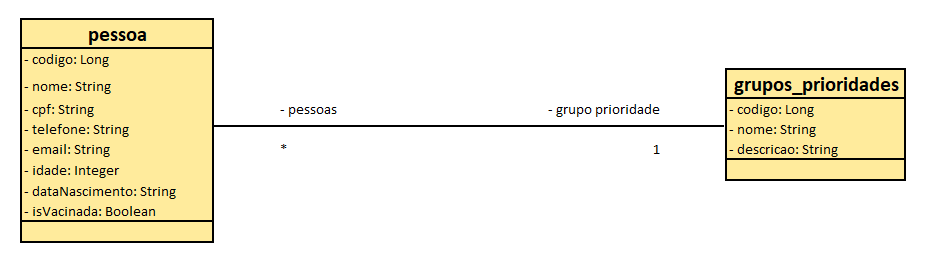 pessoa
- codigo: Long
- nome: String
- cpf: String
- telefone: String
- email: String
- idade: Integer
- dataNascimento: String
- isVacinada: Boolean
- pessoas
*
- grupo prioridade
1
grupos_prioridades
- codigo: Long
- nome: String
- descricao: String